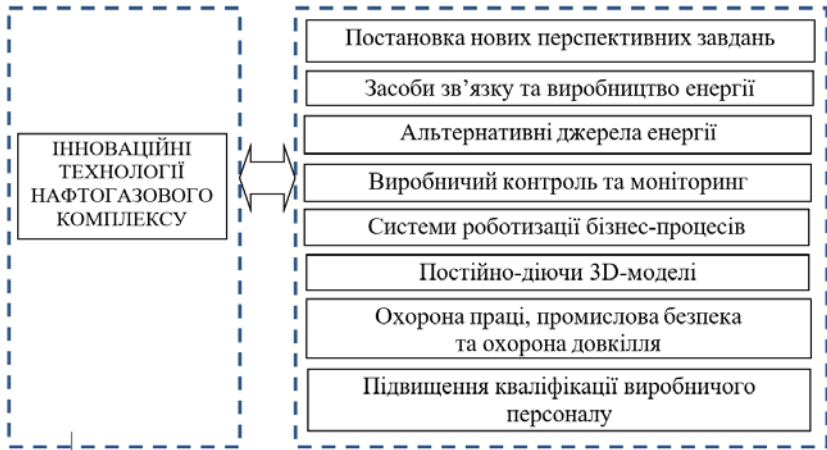 ІННОВАЦІЙНІ
ТЕХНОЛОГІЇ
НАФТОГАЗОВОГО
КОМПЛЕКСУ
Постановка нових перспективних завдань
Засоби зв’язку та виробництво енергії
Альтернативні джерела енергії
Виробничий контроль та моніторинг
Системи роботизації бізнес-процесів
Постійно-діючи 3D-моделі
Охорона праці, промислова безпека
та охорона довкілля
Підвищення кваліфікації виробничого
персоналу